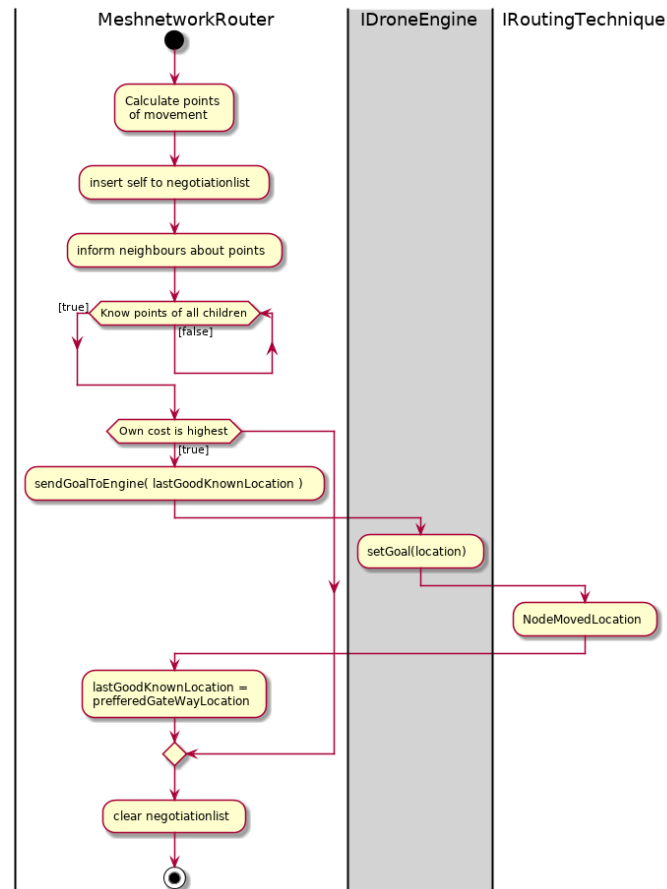 MeshnetworkRouter
IDroneEngine
IRoutingTechnique
Calculate points
of movement
insert self to negotiationlist
inform neighbours about points
[true]
Know points of all children
[false]
Own cost is highest
[true]
sendGoalToEngine( lastGoodKnownLocation )
setGoal(location)
NodeMovedLocation
lastGoodKnownLocation =
prefferedGateWayLocation
clear negotiationlist